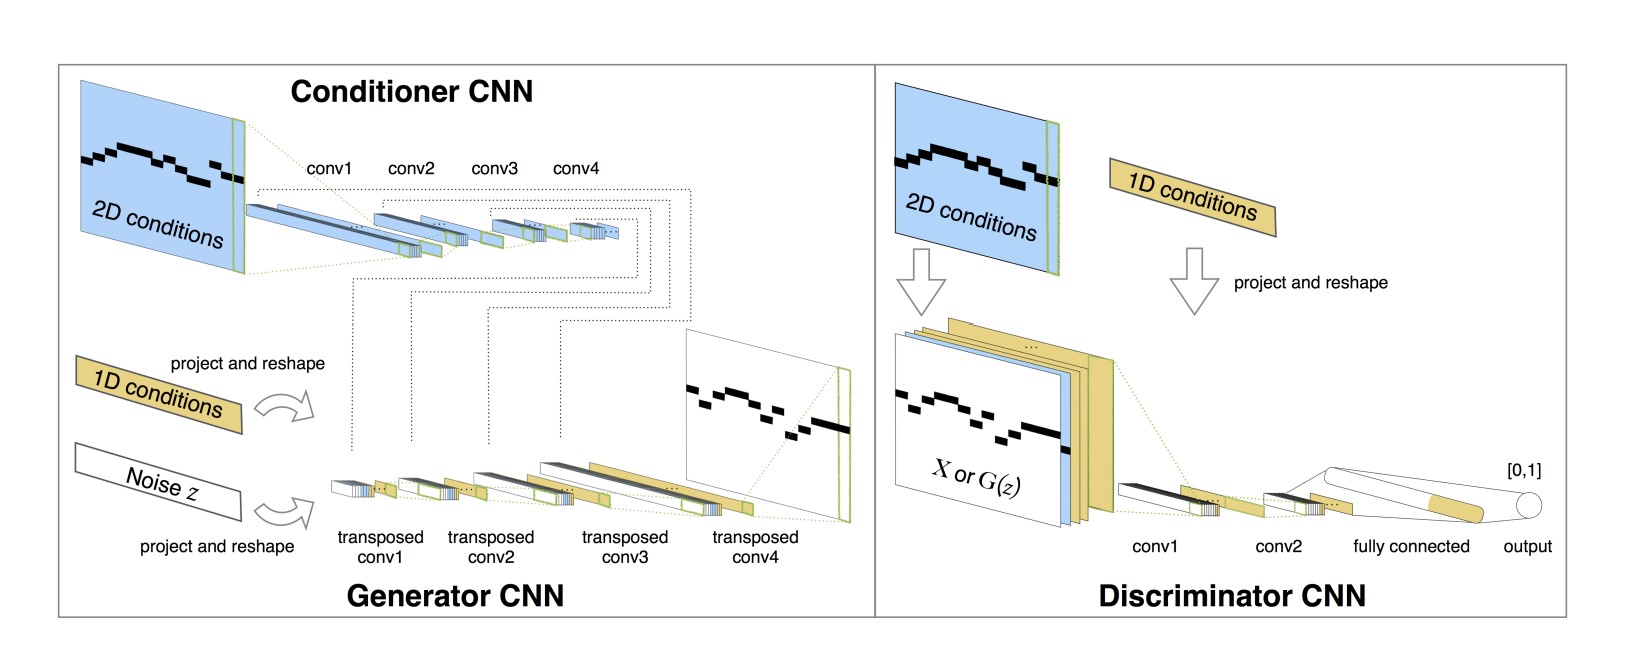 Conditioner CNN
conv1 conv2 conv3 conv4
2D conditions
project and reshape
1D conditions
Noise z
project and reshape
transposed
conv1
transposed
conv2
transposed
conv3
transposed
conv4
Generator CNN
2D conditions
1D conditions
project and reshape
X or G(z)
[0,1]
conv1 conv2 fully connected output
Discriminator CNN